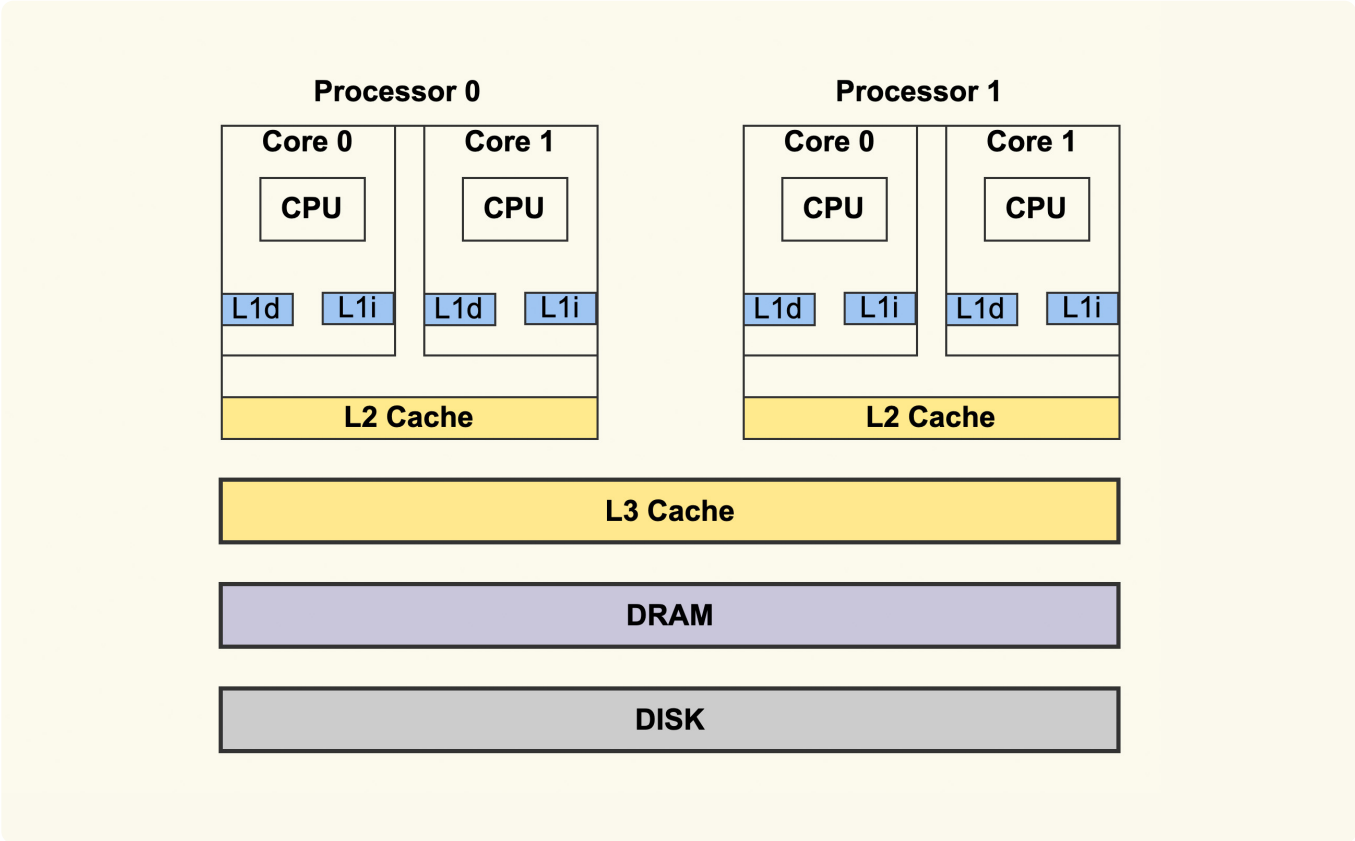 Processor 0
Processor 1
Core 0
Core 1
Core 0
Core 1
CPU
CPU
CPU
CPU
L1d
L1i
L1d
L1i
L1d
L1i
L1d
L1i
L2 Cache
L2 Cache
L3 Cache
DRAM
DISK